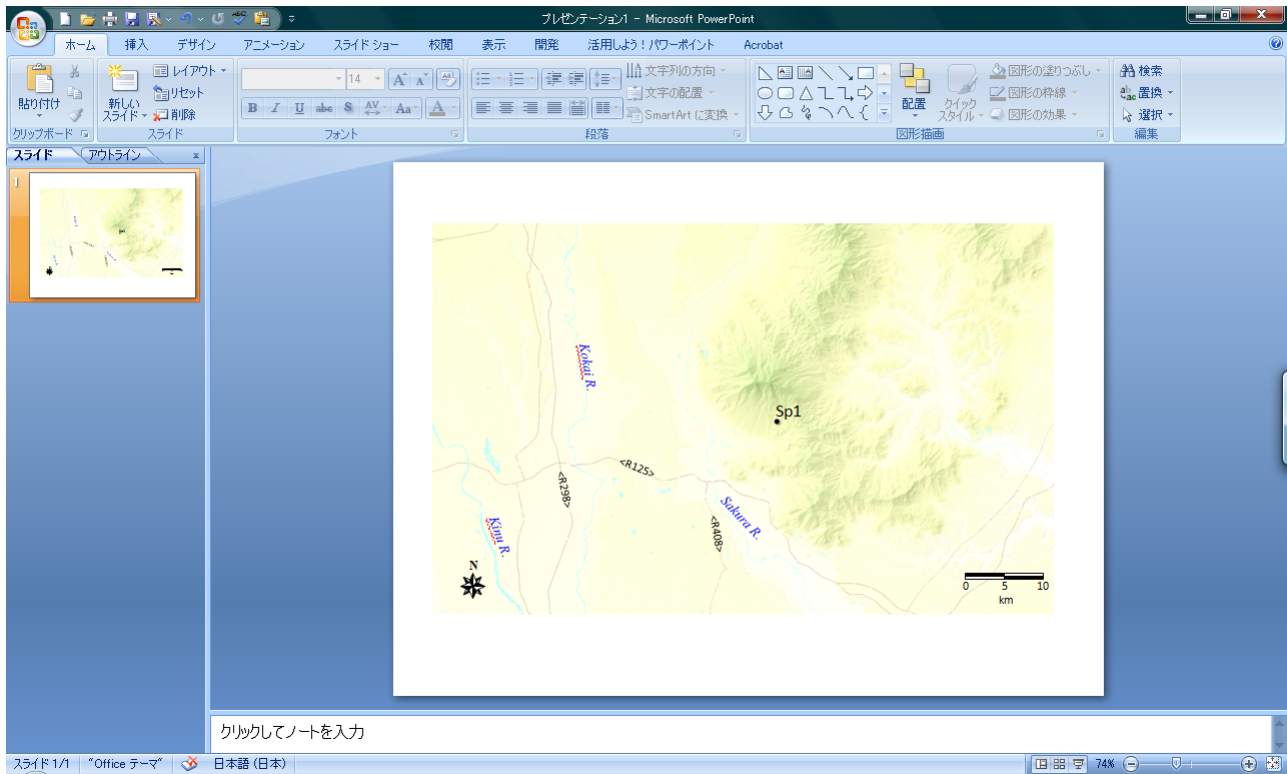 プレゼンテーション1 - Microsoft PowerPoint
ホーム 挿入 デザイン アニメーション スライド ショー 校閲 表示 開発 活用しよう！パワーポイント Acrobat
貼り付け
クリップボード
新しい
スライド
レイアウト
リセット
削除
スライド
14
B I U abc S AV Aa A
フォント
文字列の方向
文字の配置
SmartArt に変換
段落
配置
クイック
スタイル
図形の塗りつぶし
図形の枠線
図形の効果
図形描画
検索
置換
選択
編集
スライド アウトライン
1
Kokai R.
Sp1
<R125>
<R298>
Sakura R.
<R408>
Kinu R.
N
0 5 10
km
クリックしてノートを入力
スライド 1/1 "Office テーマ" 日本語 (日本) 74%